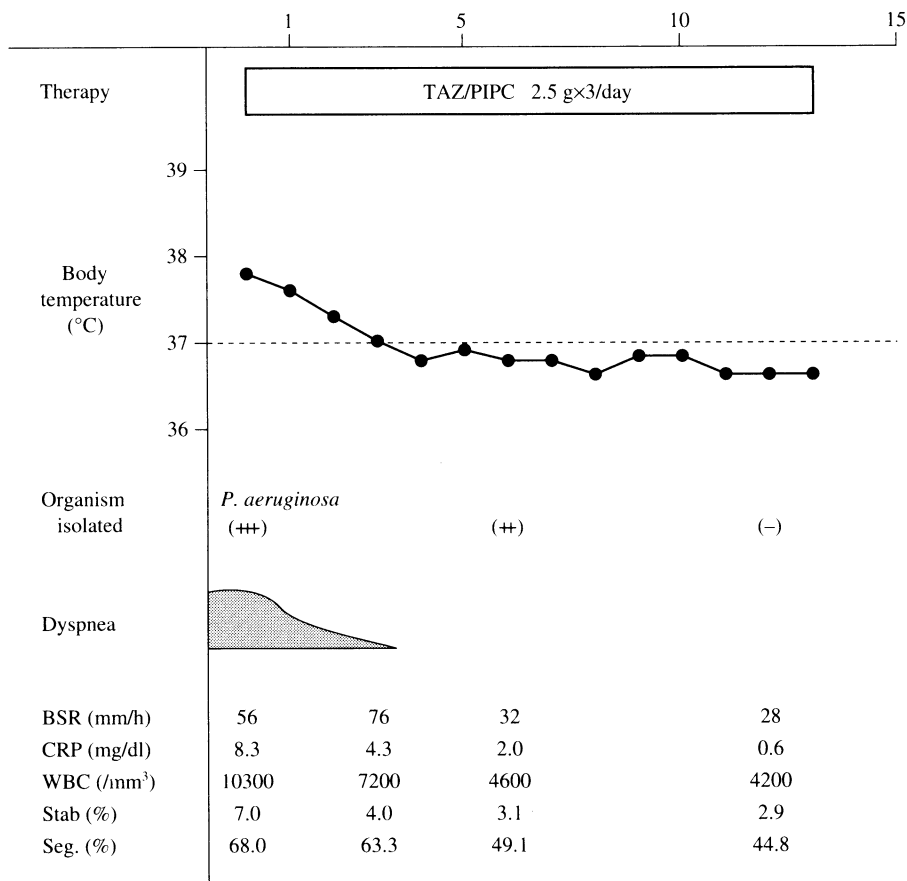 1 5 10 15
Therapy TAZ/PIPC 2.5 g×3/day
39
38
Body
temperature
(°C)
37
36
Organism P. aeruginosa
isolated (+++) (++) (–)
Dyspnea
BSR (mm/h) 56 76 32 28
CRP (mg/dl) 8.3 4.3 2.0 0.6
WBC (/mm³) 10300 7200 4600 4200
Stab (%) 7.0 4.0 3.1 2.9
Seg. (%) 68.0 63.3 49.1 44.8